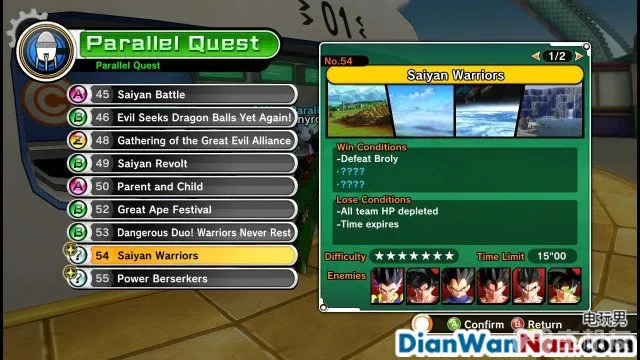 01
Parallel Quest
Parallel Quest
A 45 Saiyan Battle
B 46 Evil Seeks Dragon Balls Yet Again!
Z 48 Gathering of the Great Evil Alliance
B 49 Saiyan Revolt
A 50 Parent and Child
B 52 Great Ape Festival
B 53 Dangerous Duo! Warriors Never Rest
? 54 Saiyan Warriors
? 55 Power Berserkers
No.54
1/2
Saiyan Warriors
Win Conditions
-Defeat Broly
-????
-????
Lose Conditions
-All team HP depleted
-Time expires
Difficulty ★★★★★★★ Time Limit 15"00
Enemies
A Confirm B Return
电玩男
DianWanNan.Com